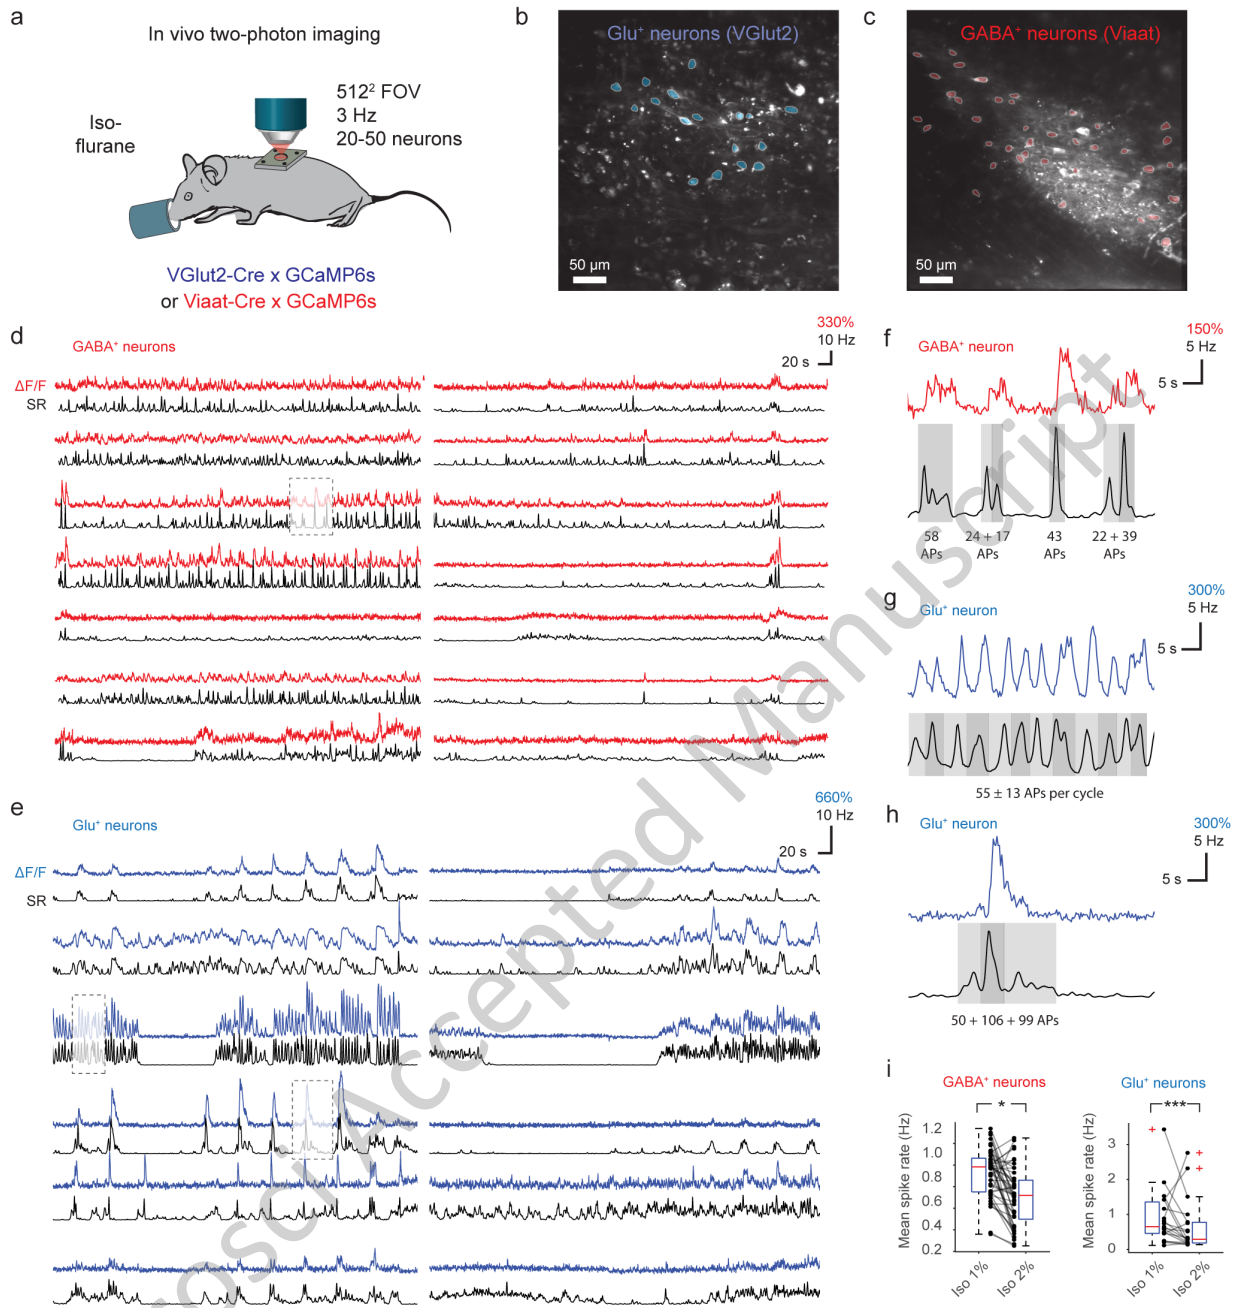 a
In vivo two-photon imaging
Iso-
flurane
512² FOV
3 Hz
20-50 neurons
VGlut2-Cre x GCaMP6s
or Viaat-Cre x GCaMP6s
b
Glu⁺ neurons (VGlut2)
50 µm
c
GABA⁺ neurons (Viaat)
50 µm
d
GABA⁺ neurons
330%
10 Hz
20 s
ΔF/F
SR
e
Glu⁺ neurons
660%
10 Hz
20 s
ΔF/F
SR
f
GABA⁺ neuron
150%
5 Hz
5 s
58
APs
24 + 17
APs
43
APs
22 + 39
APs
g
Glu⁺ neuron
300%
5 Hz
5 s
55 ± 13 APs per cycle
h
Glu⁺ neuron
300%
5 Hz
5 s
50 + 106 + 99 APs
i
GABA⁺ neurons
*
Mean spike rate (Hz)
1.2
1.0
0.8
0.6
0.4
0.2
Iso 1%
Iso 2%
Glu⁺ neurons
***
Mean spike rate (Hz)
3
2
1
0
Iso 1%
Iso 2%
rosci Accepted Manuscript